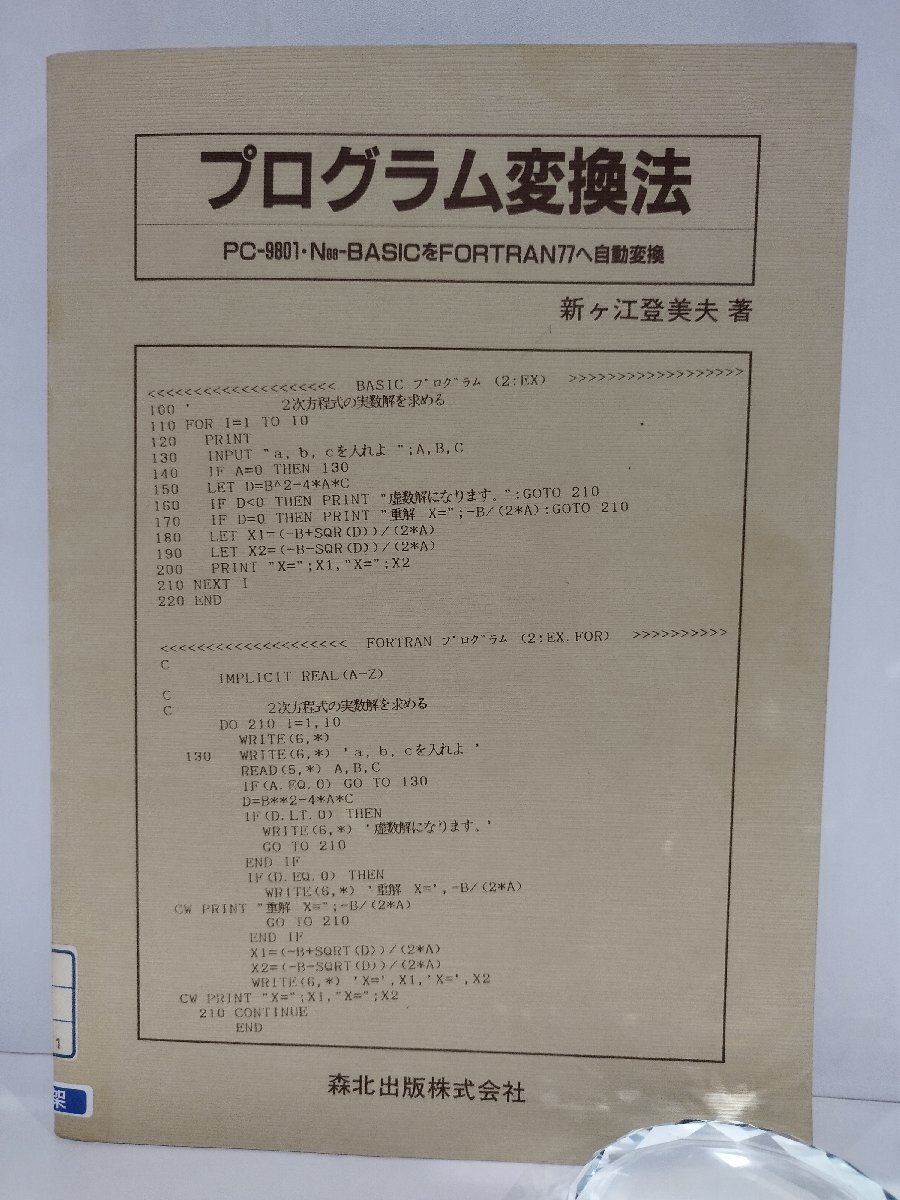 プログラム変換法
PC-9801・N88-BASICをFORTRAN77へ自動変換
新ヶ江登美夫 著
<<<<<<<<<<<<<<<<<<<<< BASIC プログラム (2:EX) >>>>>>>>>>>>>>>>>>>
100 ' 2次方程式の実数解を求める
110 FOR I=1 TO 10
120 PRINT
130 INPUT "a, b, cを入れよ ";A,B,C
140 IF A=0 THEN 130
150 LET D=B^2-4*A*C
160 IF D<0 THEN PRINT "虚数解になります。":GOTO 210
170 IF D=0 THEN PRINT "重解 X=";-B/(2*A):GOTO 210
180 LET X1=(-B+SQR(D))/(2*A)
190 LET X2=(-B-SQR(D))/(2*A)
200 PRINT "X=";X1,"X=";X2
210 NEXT I
220 END
<<<<<<<<<<<<<<<<<<<<< FORTRAN プログラム (2:EX.FOR) >>>>>>>>>>
C
IMPLICIT REAL(A-Z)
C
C 2次方程式の実数解を求める
DO 210 I=1,10
WRITE(6,*)
130 WRITE(6,*) 'a, b, cを入れよ '
READ(5,*) A,B,C
IF(A.EQ.0) GO TO 130
D=B**2-4*A*C
IF(D.LT.0) THEN
WRITE(6,*) '虚数解になります。'
GO TO 210
END IF
IF(D.EQ.0) THEN
WRITE(6,*) '重解 X=',-B/(2*A)
CW PRINT "重解 X=";-B/(2*A)
GO TO 210
END IF
X1=(-B+SQRT(D))/(2*A)
X2=(-B-SQRT(D))/(2*A)
WRITE(6,*) 'X=',X1,'X=',X2
CW PRINT "X=";X1,"X=";X2
210 CONTINUE
END
1
架
森北出版株式会社